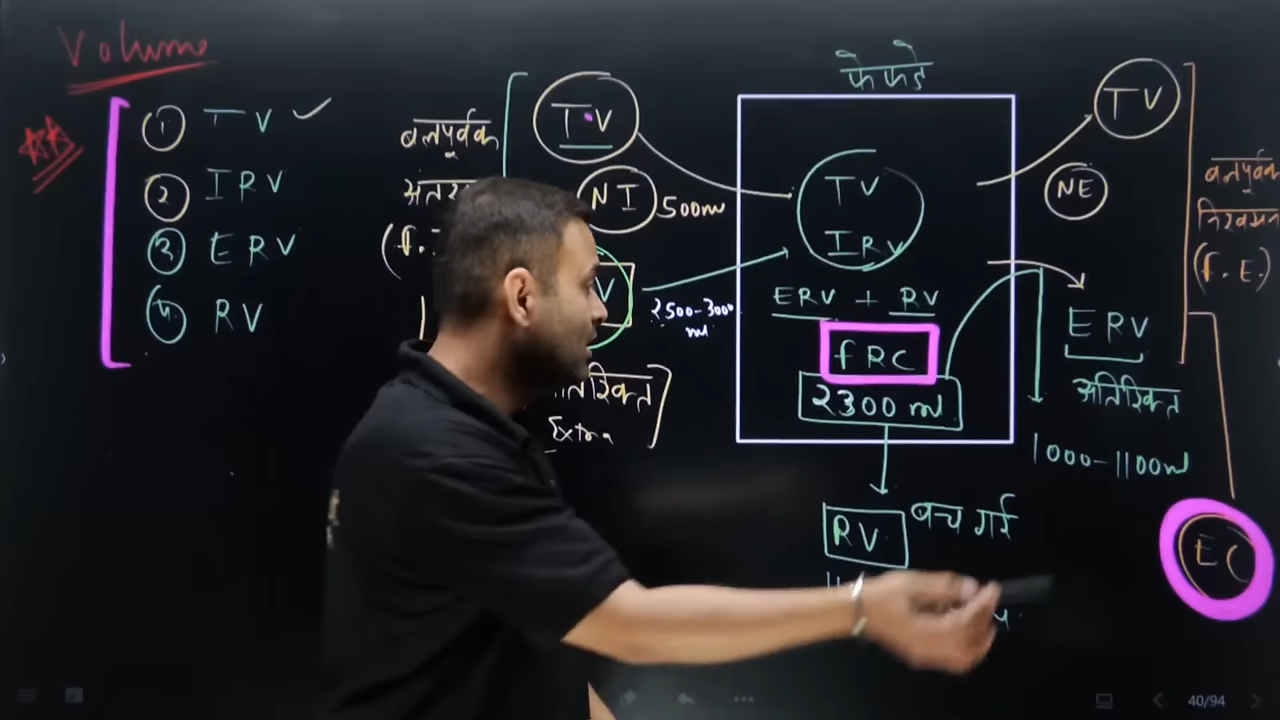 Volume
① TV ✓
② IRV
③ ERV
④ RV
बलपूर्वक
(f.
TV
NI
500ml
V
2500-3000
ml
Extra
फेफडे
TV
IRV
ERV + RV
fRC
2300 ml
RV
बच गई
TV
NE
ERV
अतिरिक्त
1000-1100ml
बलपूर्वक
निश्वसन
(f. E.)
EC
40/94